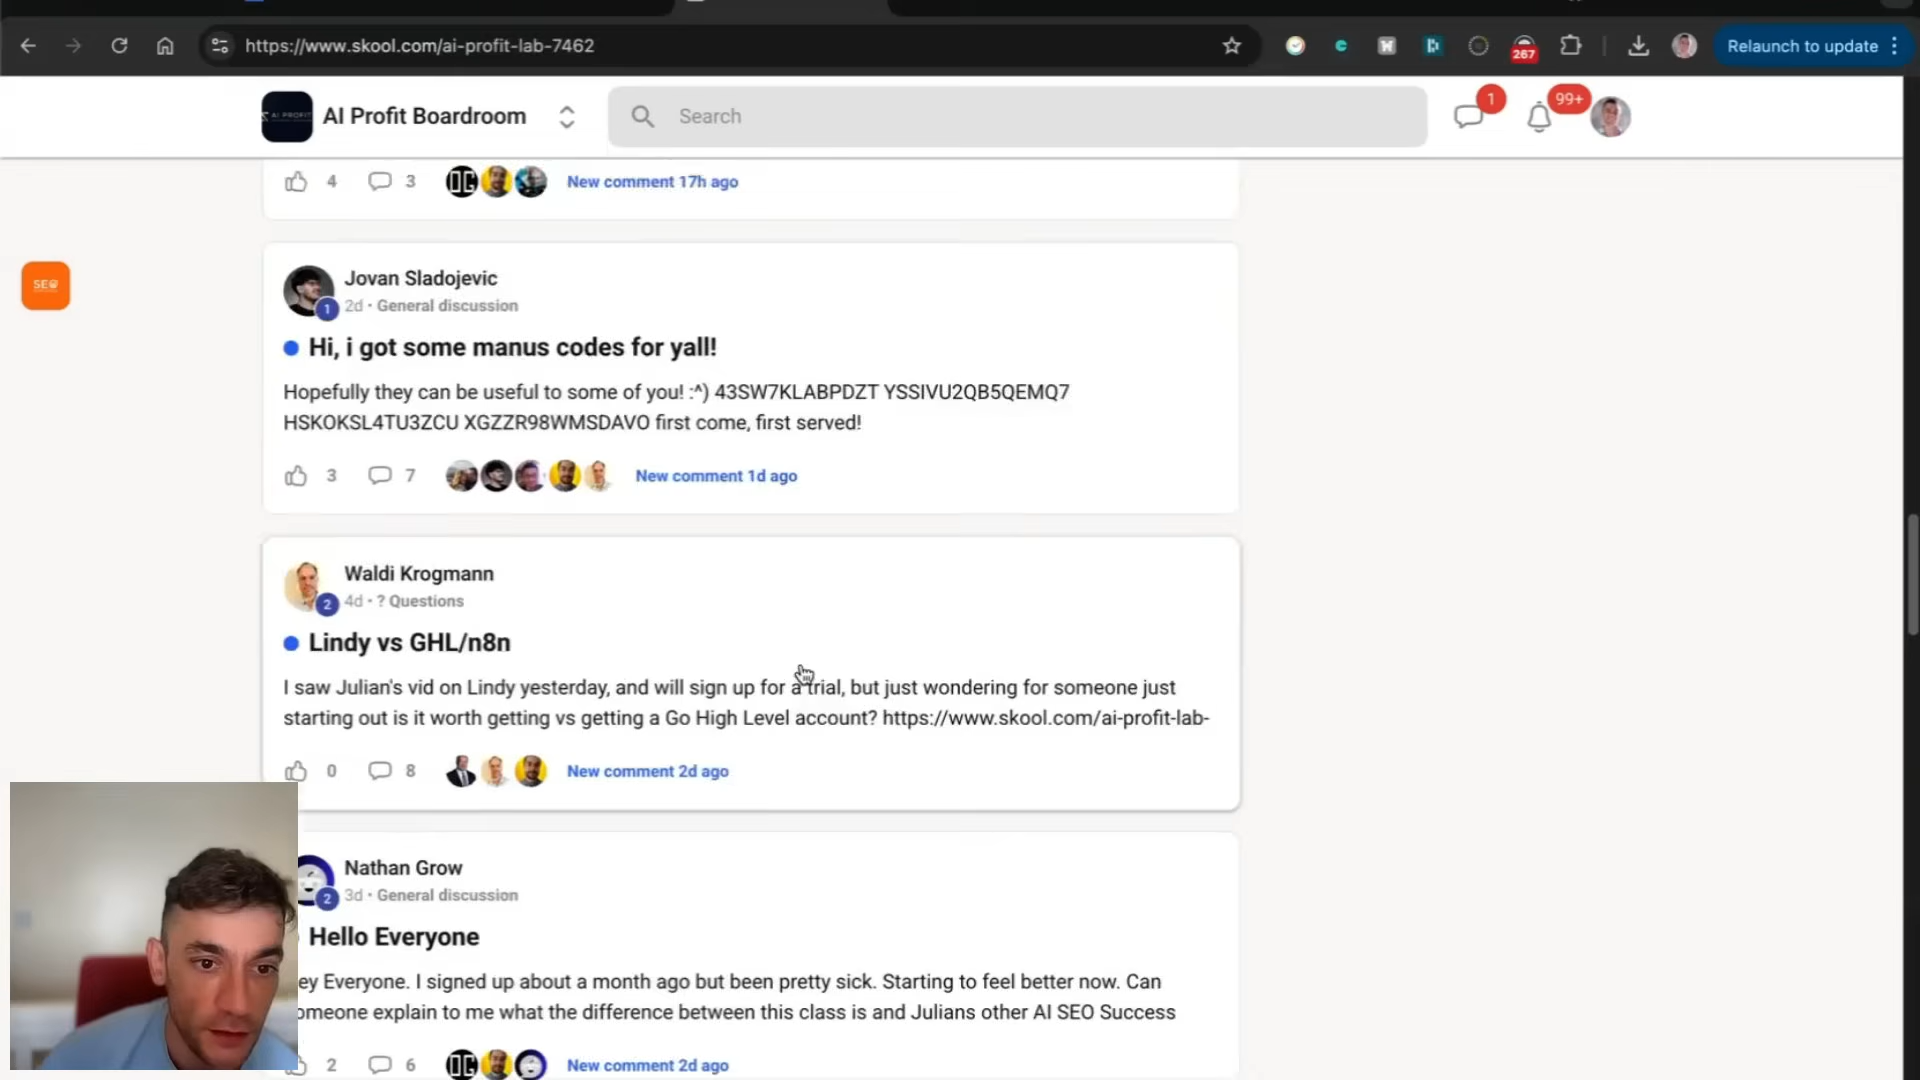 https://www.skool.com/ai-profit-lab-7462
267
Relaunch to update
AI PROFIT
AI Profit Boardroom
Search
1
99+
4
3
New comment 17h ago
SEO
Jovan Sladojevic
1
2d · General discussion
Hi, i got some manus codes for yall!
Hopefully they can be useful to some of you! :^) 43SW7KLABPDZT YSSIVU2QB5QEMQ7
HSKOKSL4TU3ZCU XGZZR98WMSDAVO first come, first served!
3
7
New comment 1d ago
Waldi Krogmann
2
4d · ? Questions
Lindy vs GHL/n8n
I saw Julian's vid on Lindy yesterday, and will sign up for a trial, but just wondering for someone just
starting out is it worth getting vs getting a Go High Level account? https://www.skool.com/ai-profit-lab-
0
8
New comment 2d ago
Nathan Grow
2
3d · General discussion
Hello Everyone
ey Everyone. I signed up about a month ago but been pretty sick. Starting to feel better now. Can
omeone explain to me what the difference between this class is and Julians other AI SEO Success
2
6
New comment 2d ago